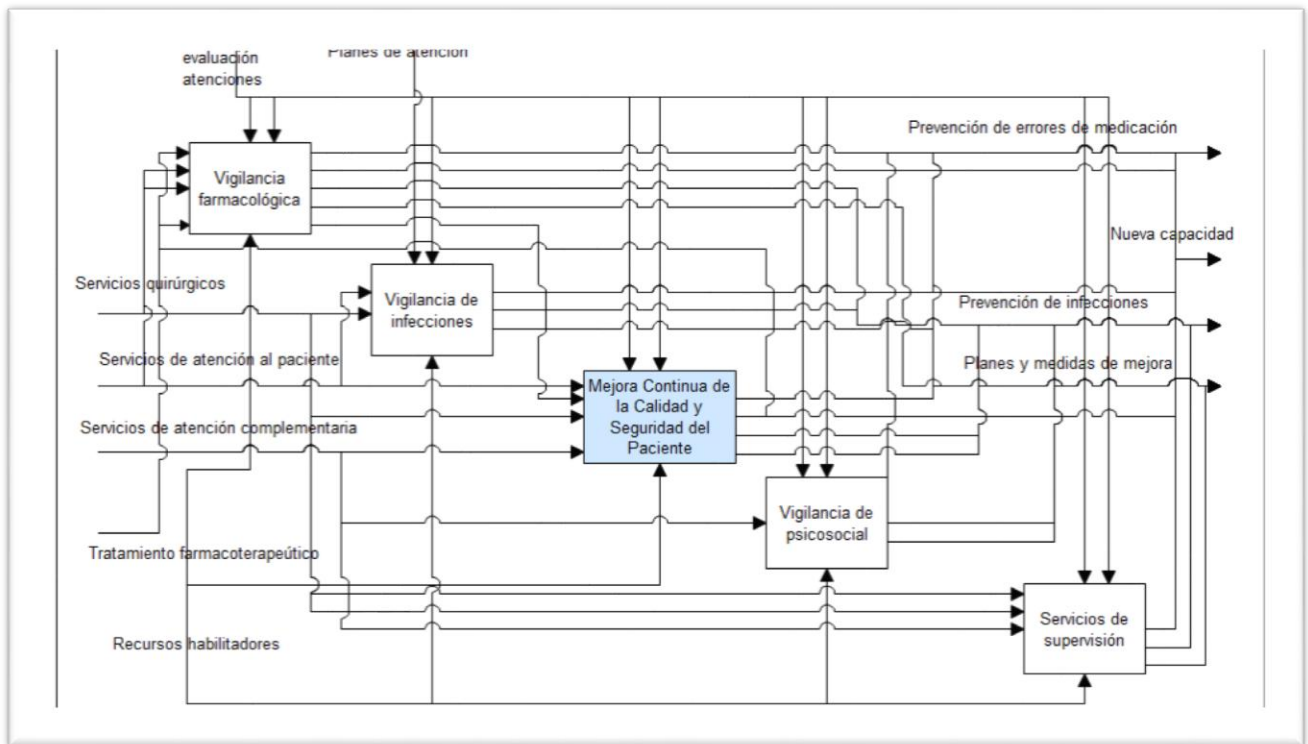 evaluación
atenciones
Planes de atención
Prevención de errores de medicación
Vigilancia
farmacológica
Nueva capacidad
Servicios quirúrgicos
Vigilancia de
infecciones
Prevención de infecciones
Servicios de atención al paciente
Planes y medidas de mejora
Mejora Continua de
la Calidad y
Seguridad del
Paciente
Servicios de atención complementaria
Vigilancia de
psicosocial
Tratamiento farmacoterapeútico
Servicios de
supervisión
Recursos habilitadores